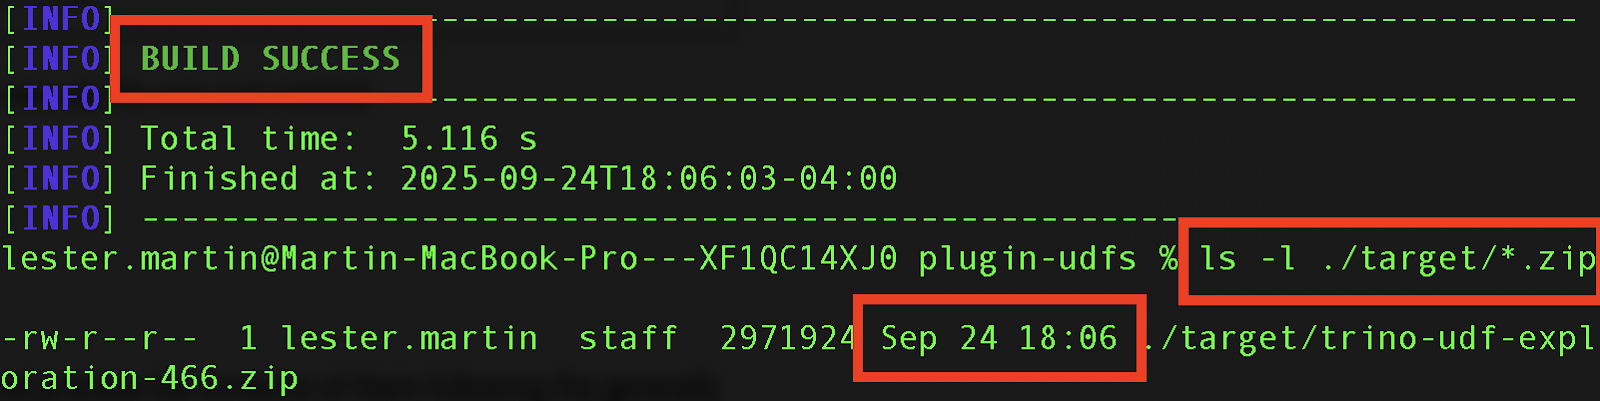 [INFO] ------------------------------------------------------------------------
[INFO] BUILD SUCCESS
[INFO] ------------------------------------------------------------------------
[INFO] Total time:  5.116 s
[INFO] Finished at: 2025-09-24T18:06:03-04:00
[INFO] ------------------------------------------------------------------------
lester.martin@Martin-MacBook-Pro---XF1QC14XJ0 plugin-udfs % ls -l ./target/*.zip
-rw-r--r--  1 lester.martin  staff  2971924 Sep 24 18:06 ./target/trino-udf-expl
oration-466.zip